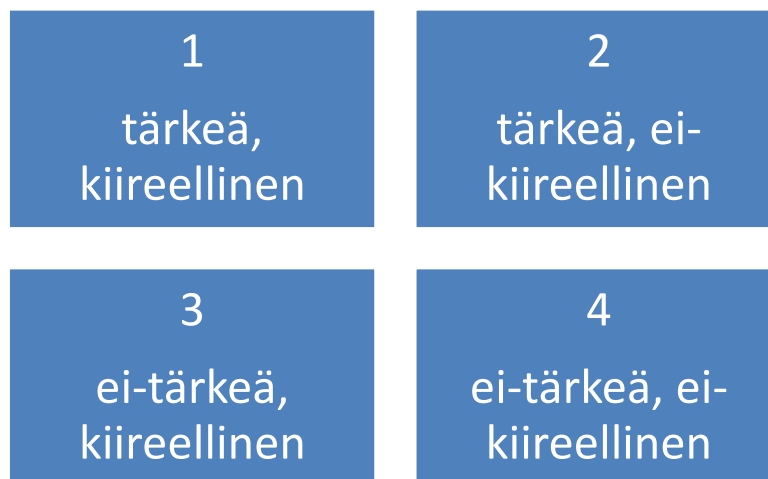 1
tärkeä,
kiireellinen
2
tärkeä, ei-
kiireellinen
3
ei-tärkeä,
kiireellinen
4
ei-tärkeä, ei-
kiireellinen